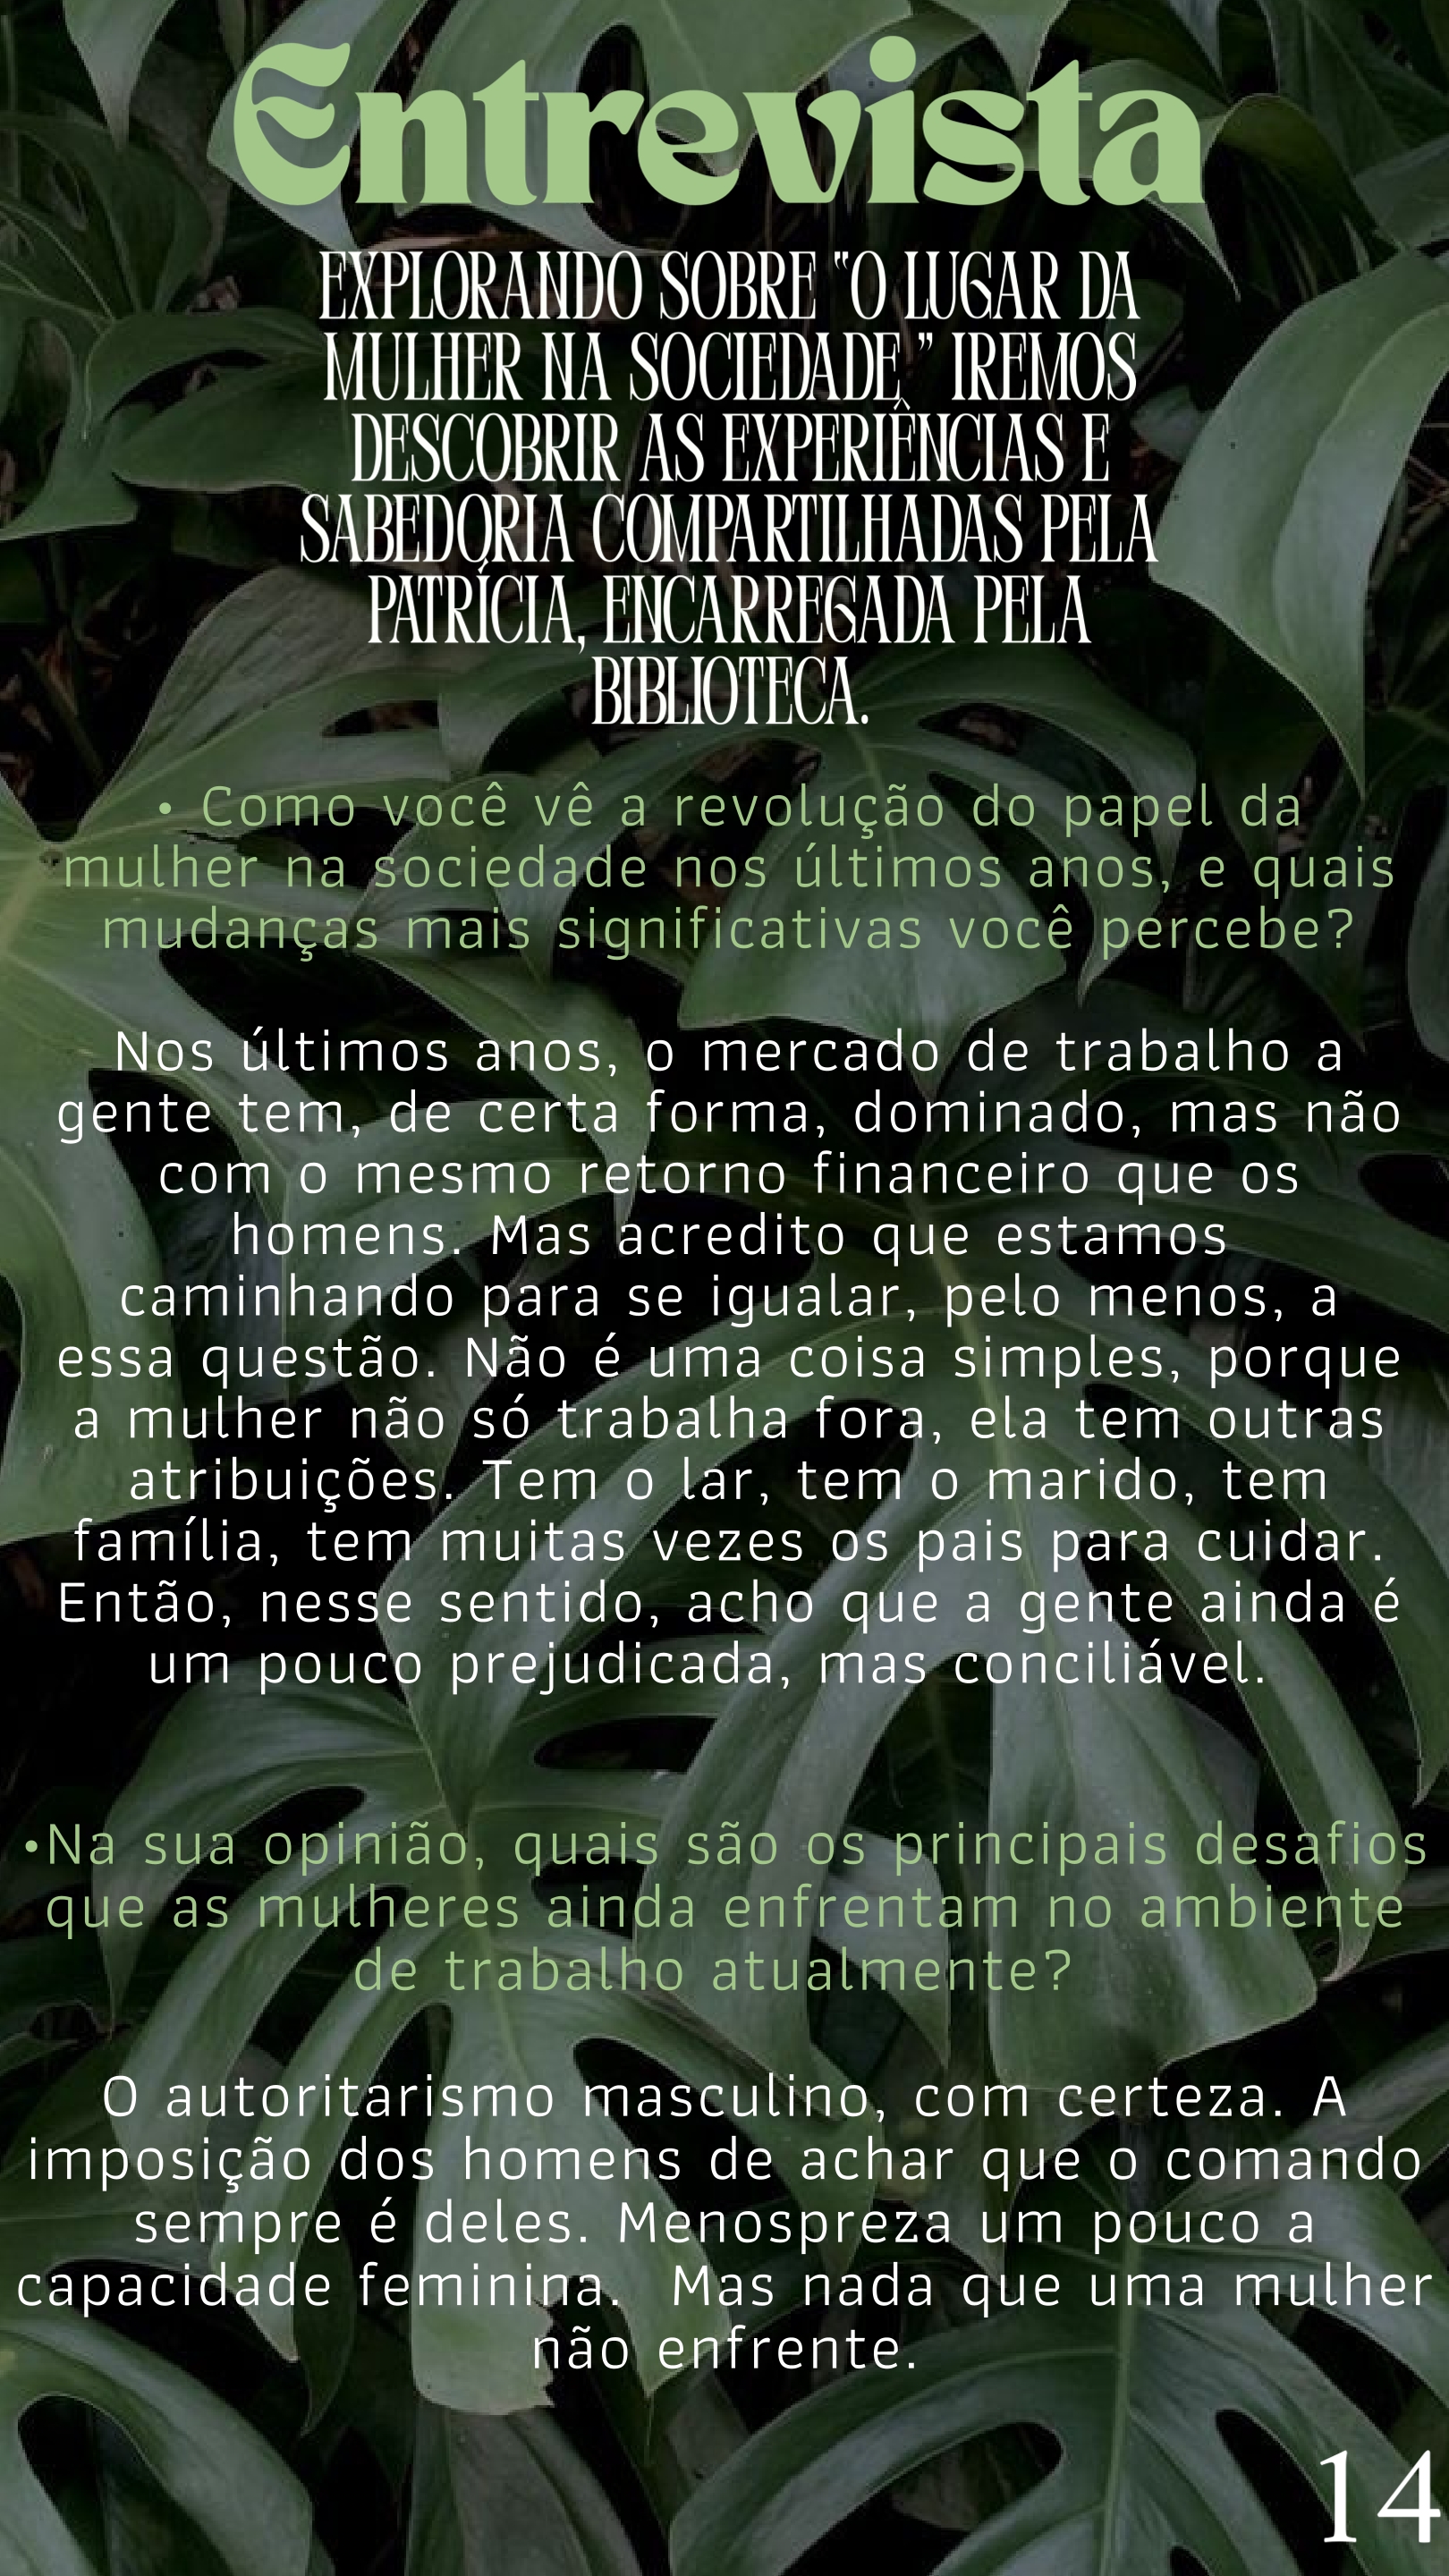 Entrevista
EXPLORANDO SOBRE "O LUGAR DA
MULHER NA SOCIEDADE" IREMOS
DESCOBRIR AS EXPERIÊNCIAS E
SABEDORIA COMPARTILHADAS PELA
PATRÍCIA, ENCARREGADA PELA
BIBLIOTECA.
• Como você vê a revolução do papel da
mulher na sociedade nos últimos anos, e quais
mudanças mais significativas você percebe?
Nos últimos anos, o mercado de trabalho a
gente tem, de certa forma, dominado, mas não
com o mesmo retorno financeiro que os
homens. Mas acredito que estamos
caminhando para se igualar, pelo menos, a
essa questão. Não é uma coisa simples, porque
a mulher não só trabalha fora, ela tem outras
atribuições. Tem o lar, tem o marido, tem
família, tem muitas vezes os pais para cuidar.
Então, nesse sentido, acho que a gente ainda é
um pouco prejudicada, mas conciliável.
•Na sua opinião, quais são os principais desafios
que as mulheres ainda enfrentam no ambiente
de trabalho atualmente?
O autoritarismo masculino, com certeza. A
imposição dos homens de achar que o comando
sempre é deles. Menospreza um pouco a
capacidade feminina.  Mas nada que uma mulher
não enfrente.
14